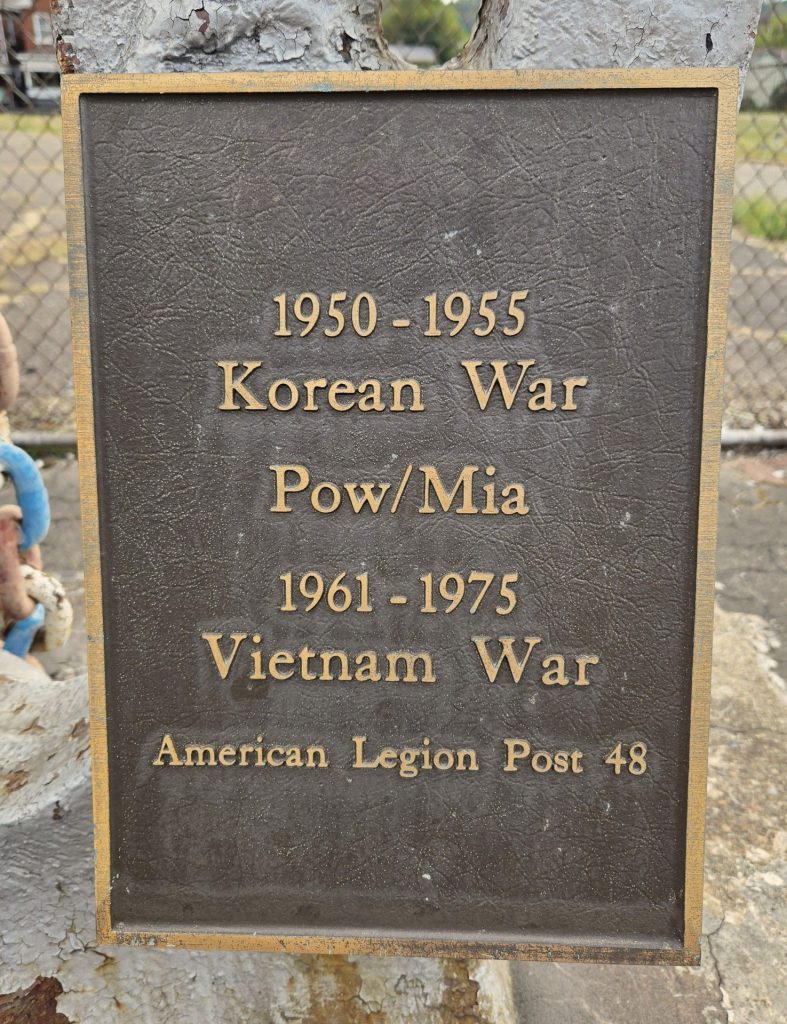 1950 - 1955
Korean War
Pow/Mia
1961 - 1975
Vietnam War
American Legion Post 48